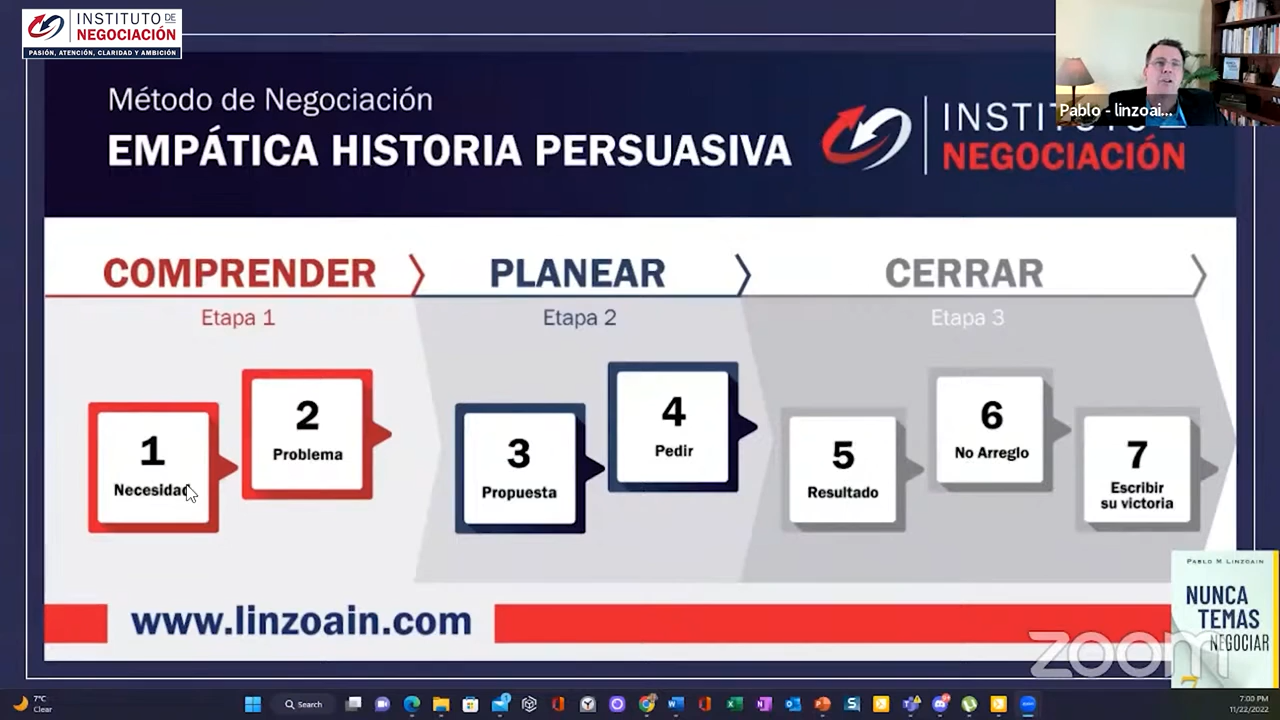 INSTITUTO DE
NEGOCIACIÓN
PASIÓN, ATENCIÓN, CLARIDAD Y AMBICIÓN
Método de Negociación
EMPÁTICA HISTORIA PERSUASIVA
INSTITUTO
NEGOCIACIÓN
Pablo - linzoai...
COMPRENDER
PLANEAR
CERRAR
Etapa 1
Etapa 2
Etapa 3
1
Necesidad
2
Problema
3
Propuesta
4
Pedir
5
Resultado
6
No Arreglo
7
Escribir
su victoria
www.linzoain.com
PABLO M LINZOAIN
NUNCA
TEMAS
NEGOCIAR
zoom
7°C
Clear
Search
7:00 PM
11/22/2022